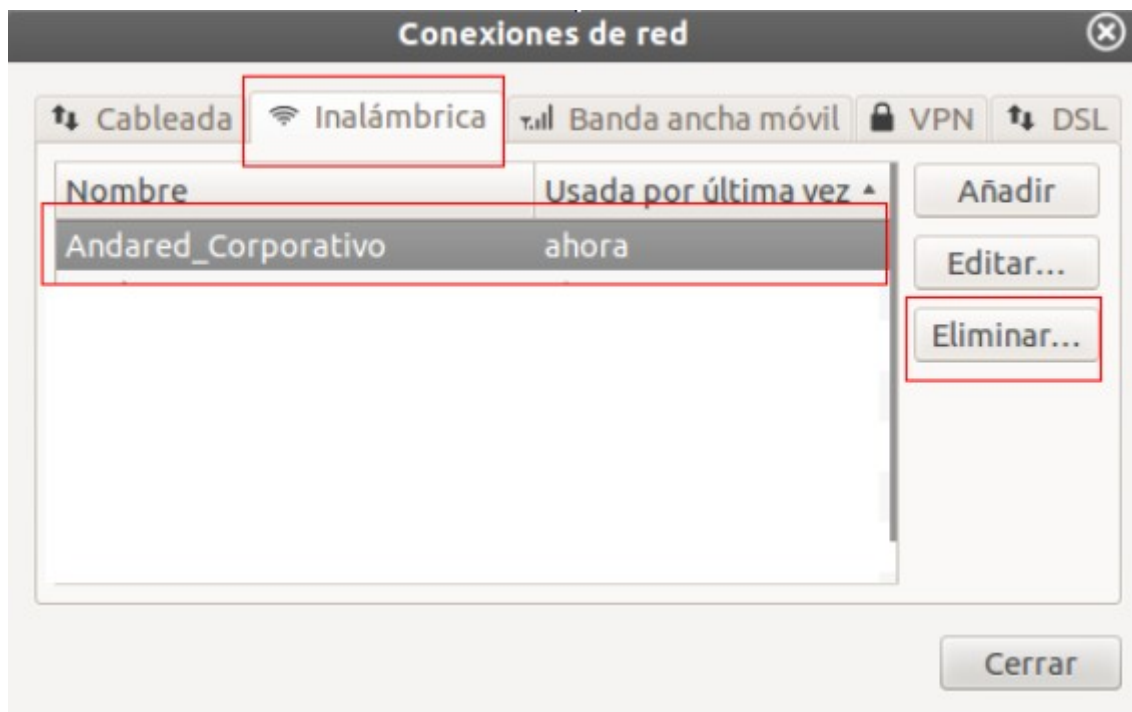 Conexiones de red
Cableada Inalámbrica Banda ancha móvil VPN DSL
Nombre Usada por última vez Añadir
Andared_Corporativo ahora Editar...
Eliminar...
Cerrar